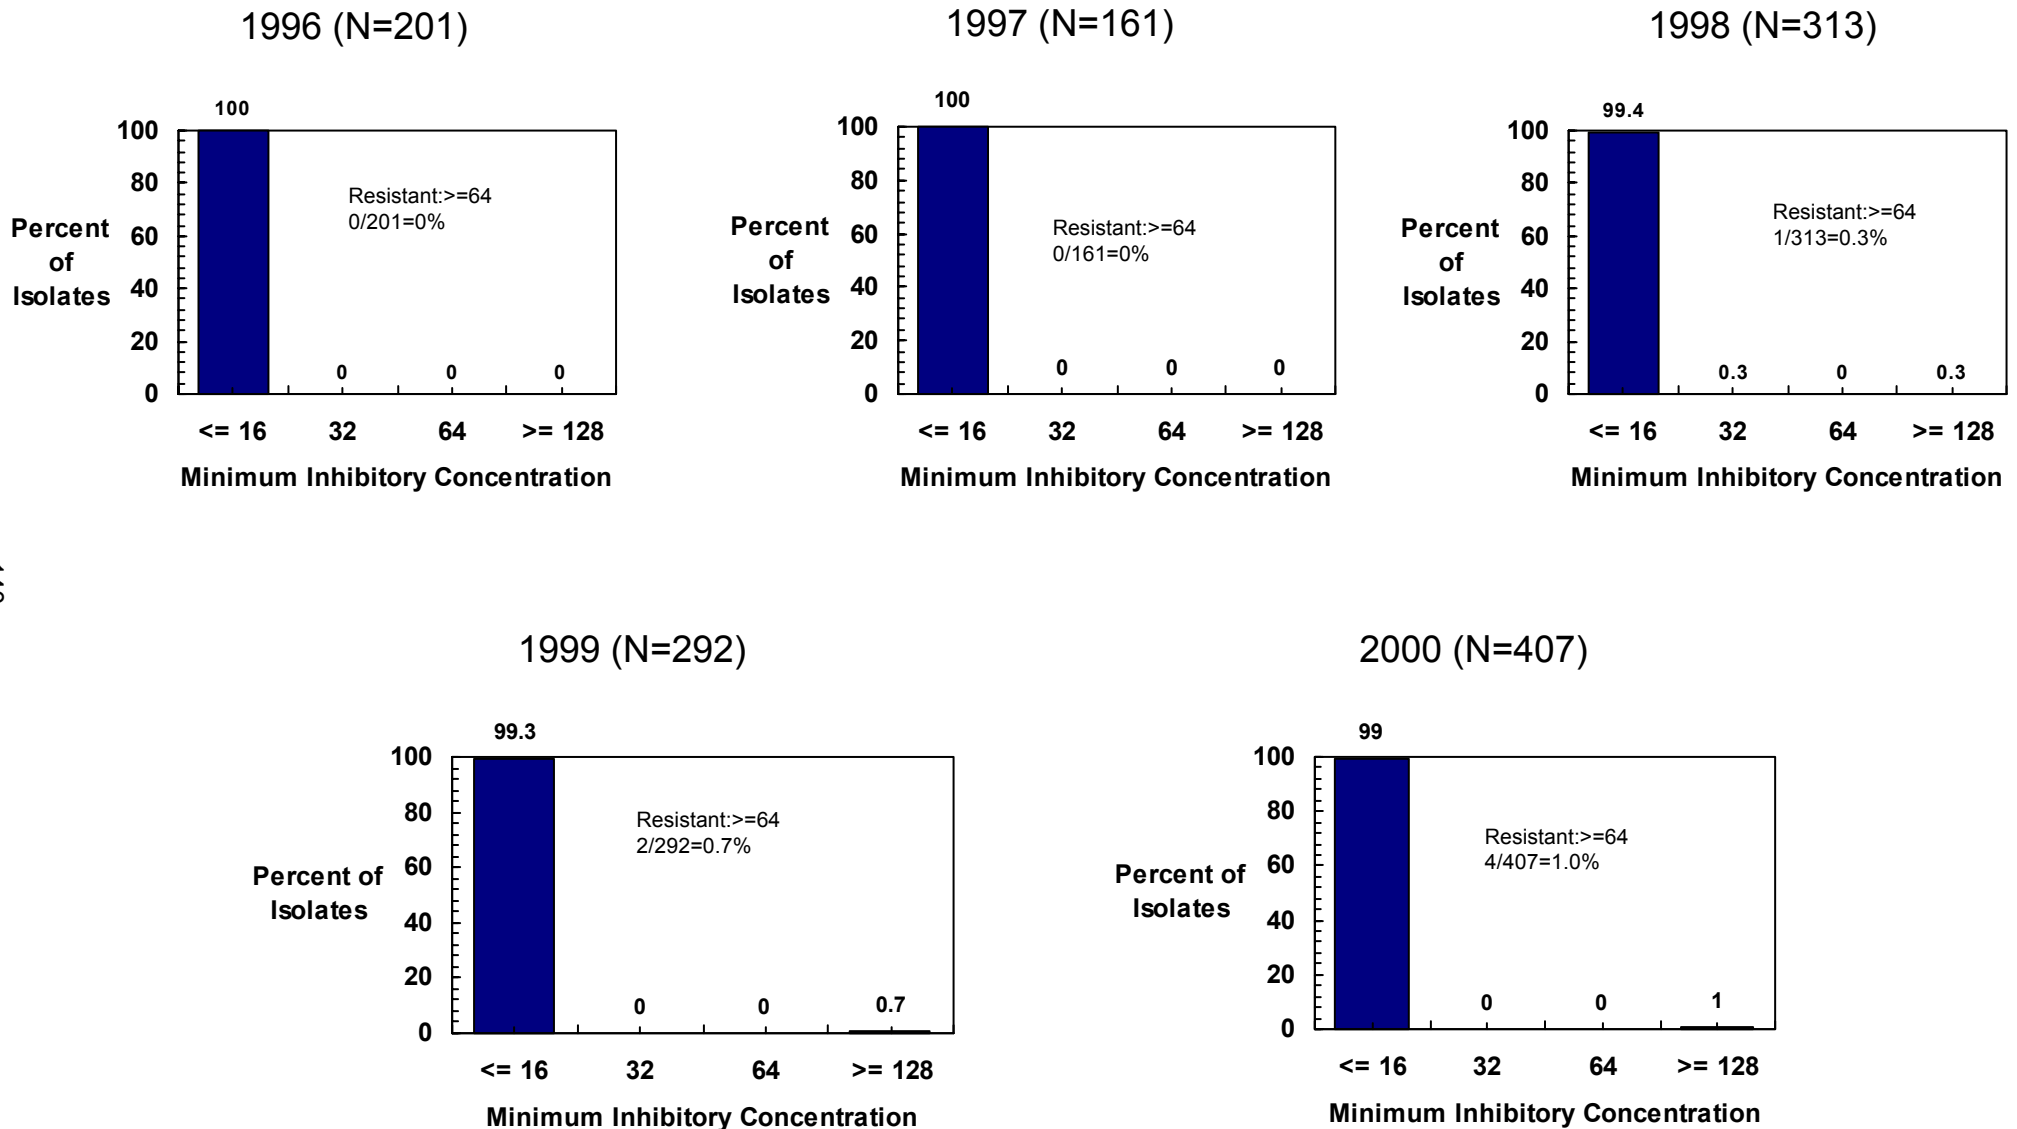 1996 (N=201)
100
100
80
60
40
20
0
Percent
of
Isolates
Resistant:>=64
0/201=0%
0
0
0
<= 16 32 64 >= 128
Minimum Inhibitory Concentration
1997 (N=161)
100
100
80
60
40
20
0
Percent
of
Isolates
Resistant:>=64
0/161=0%
0
0
0
<= 16 32 64 >= 128
Minimum Inhibitory Concentration
1998 (N=313)
99.4
100
80
60
40
20
0
Percent
of
Isolates
Resistant:>=64
1/313=0.3%
0.3
0
0.3
<= 16 32 64 >= 128
Minimum Inhibitory Concentration
1999 (N=292)
99.3
100
80
60
40
20
0
Percent of
Isolates
Resistant:>=64
2/292=0.7%
0
0
0.7
<= 16 32 64 >= 128
Minimum Inhibitory Concentration
2000 (N=407)
99
100
80
60
40
20
0
Percent of
Isolates
Resistant:>=64
4/407=1.0%
0
0
1
<= 16 32 64 >= 128
Minimum Inhibitory Concentration